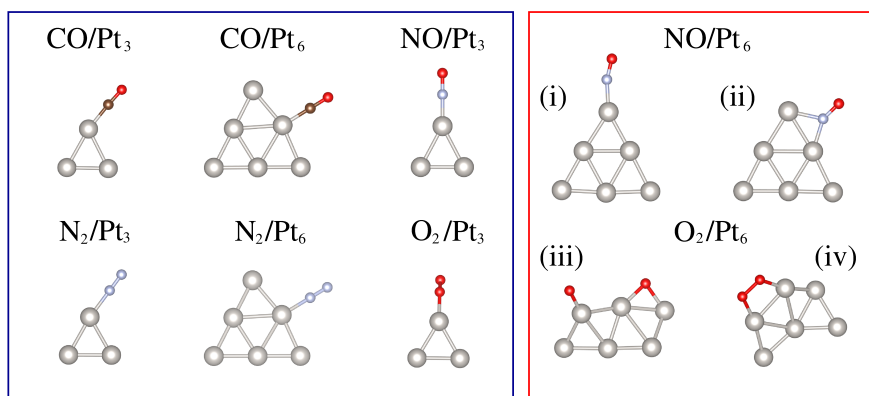 CO/Pt₃ CO/Pt₆ NO/Pt₃
N₂/Pt₃ N₂/Pt₆ O₂/Pt₃
NO/Pt₆
(i) (ii)
O₂/Pt₆
(iii) (iv)